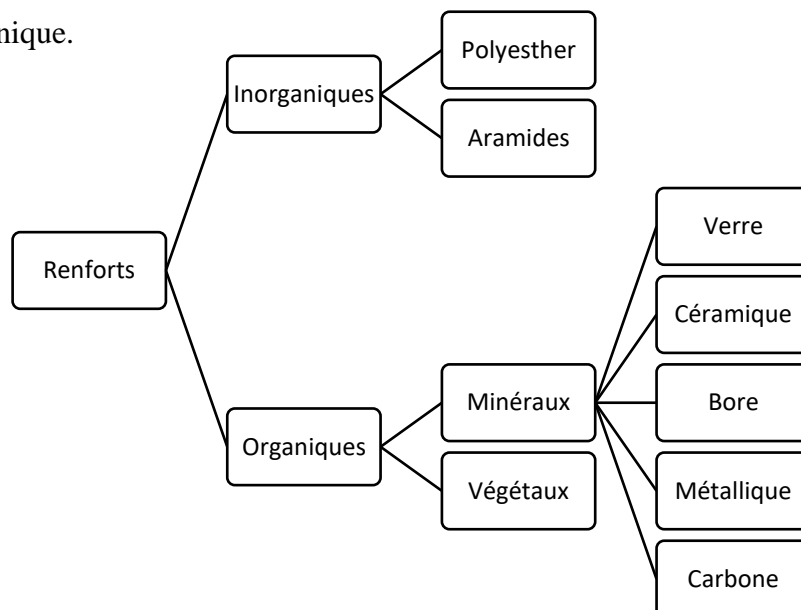 nique.
Polyesther
Inorganiques
Aramides
Verre
Renforts
Céramique
Minéraux
Bore
Organiques
Végétaux
Métallique
Carbone